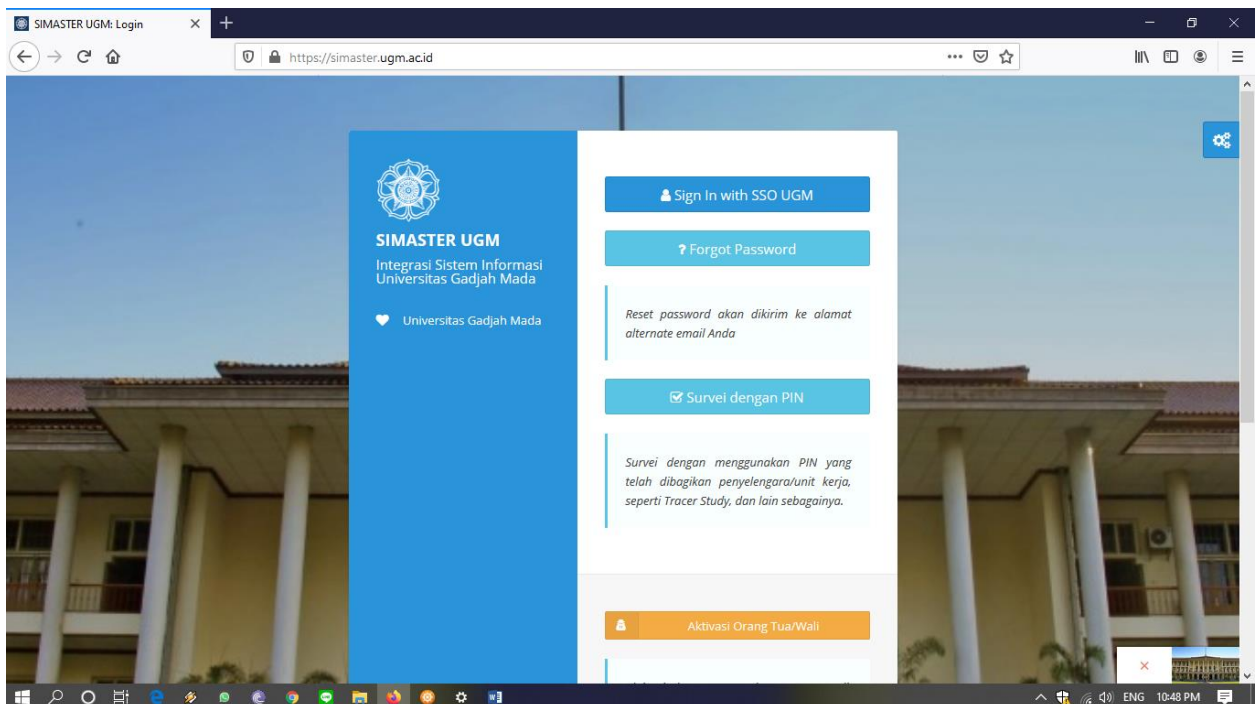 SIMASTER UGM: Login
https://simaster.ugm.ac.id
SIMASTER UGM
Integrasi Sistem Informasi
Universitas Gadjah Mada
Universitas Gadjah Mada
Sign In with SSO UGM
? Forgot Password
Reset password akan dikirim ke alamat
alternate email Anda
Survei dengan PIN
Survei dengan menggunakan PIN yang
telah dibagikan penyelengara/unit kerja,
seperti Tracer Study, dan lain sebagainya.
Aktivasi Orang Tua/Wali
ENG 10:48 PM